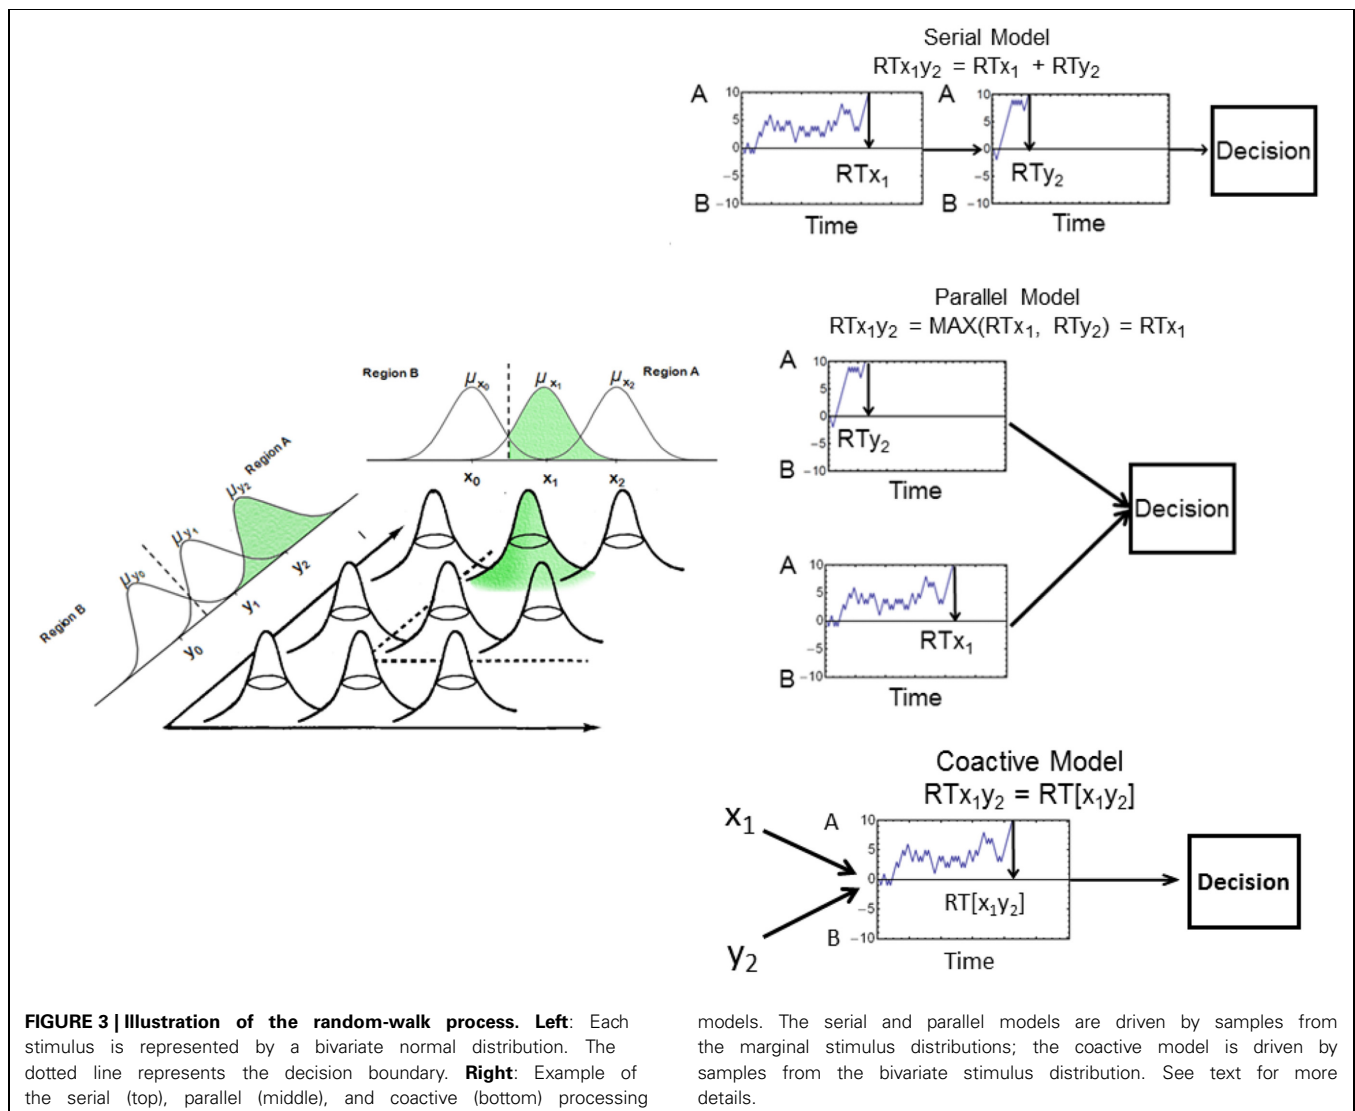 Serial Model
RTx₁y₂ = RTx₁ + RTy₂
A 10 5 0 −5 B −10
RTx₁
Time
A 10 5 0 −5 B −10
RTy₂
Time
Decision
Parallel Model
RTx₁y₂ = MAX(RTx₁, RTy₂) = RTx₁
A 10 5 0 −5 B −10
RTy₂
Time
Decision
A 10 5 0 −5 B −10
RTx₁
Time
Region B μx₀ μx₁ μx₂ Region A
x₀ x₁ x₂
Region B μy₀ μy₁ μy₂ Region A
y₀ y₁ y₂
Coactive Model
RTx₁y₂ = RT[x₁y₂]
x₁
y₂
A 10 5 0 −5 B −10
RT[x₁y₂]
Time
Decision
FIGURE 3 | Illustration of the random-walk process. Left: Each
stimulus is represented by a bivariate normal distribution. The
dotted line represents the decision boundary. Right: Example of
the serial (top), parallel (middle), and coactive (bottom) processing
models. The serial and parallel models are driven by samples from
the marginal stimulus distributions; the coactive model is driven by
samples from the bivariate stimulus distribution. See text for more
details.